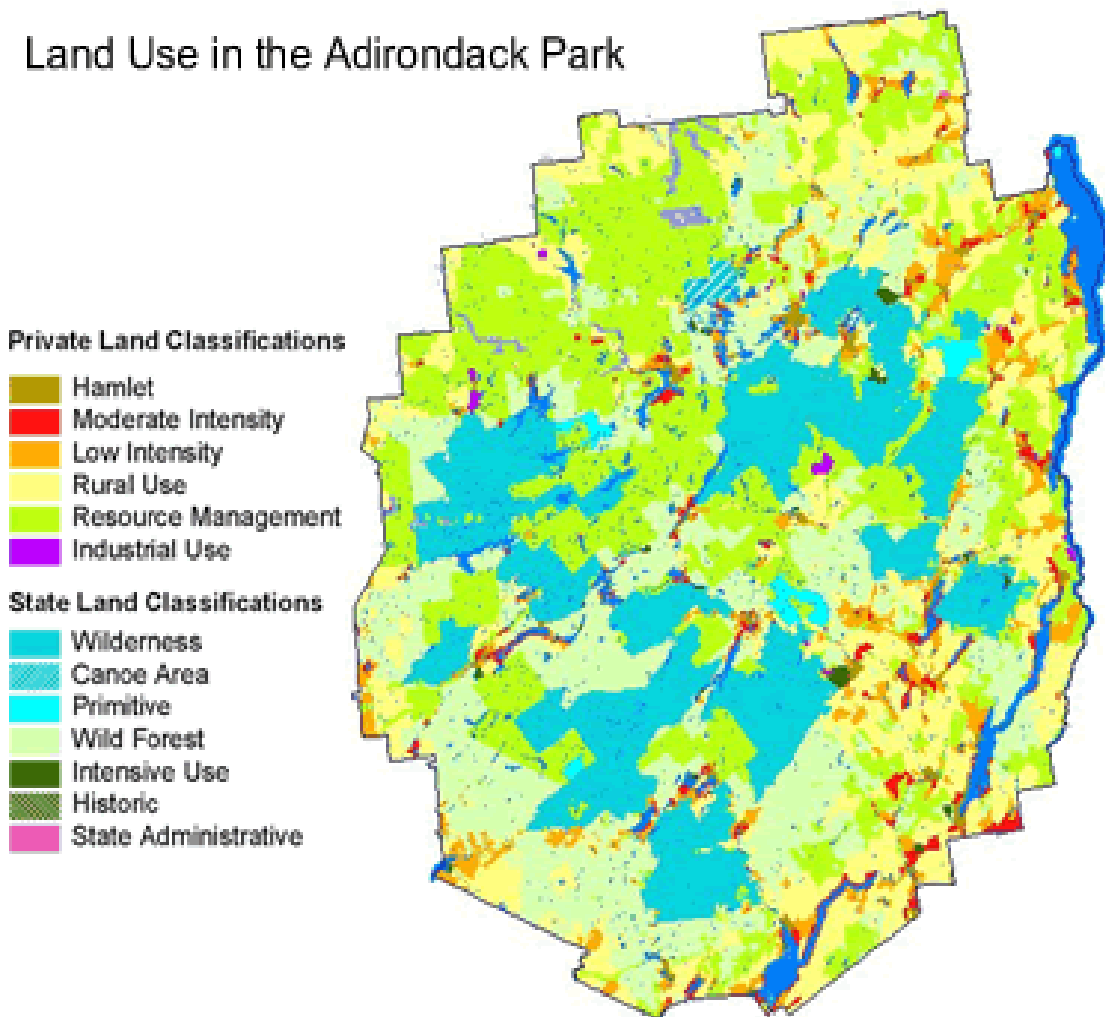 Land Use in the Adirondack Park
Private Land Classifications
Hamlet
Moderate Intensity
Low Intensity
Rural Use
Resource Management
Industrial Use
State Land Classifications
Wilderness
Canoe Area
Primitive
Wild Forest
Intensive Use
Historic
State Administrative